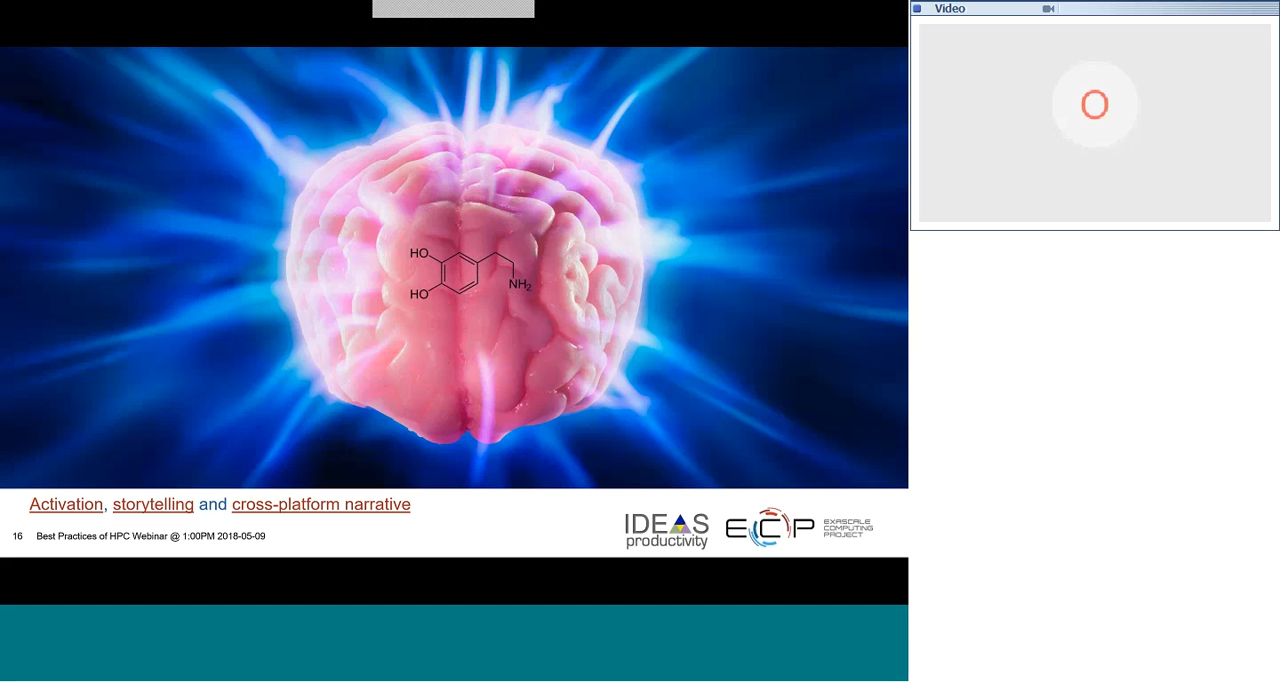 Video
O
HO
HO
NH2
Activation, storytelling and cross-platform narrative
16 Best Practices of HPC Webinar @ 1:00PM 2018-05-09
IDEAS
productivity
ECP
EXASCALE
COMPUTING
PROJECT